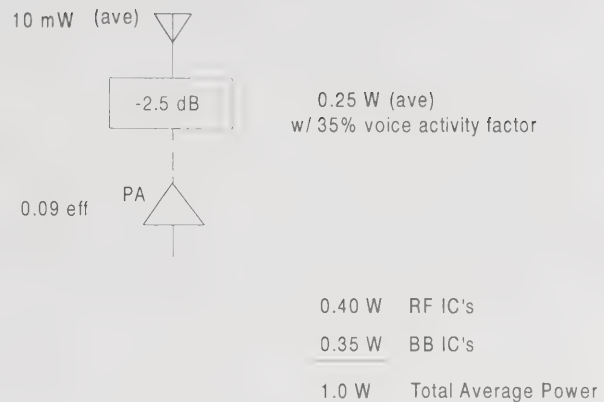 10 mW (ave)
-2.5 dB
0.25 W (ave)
w/ 35% voice activity factor
0.09 eff
PA
0.40 W RF IC's
0.35 W BB IC's
1.0 W Total Average Power